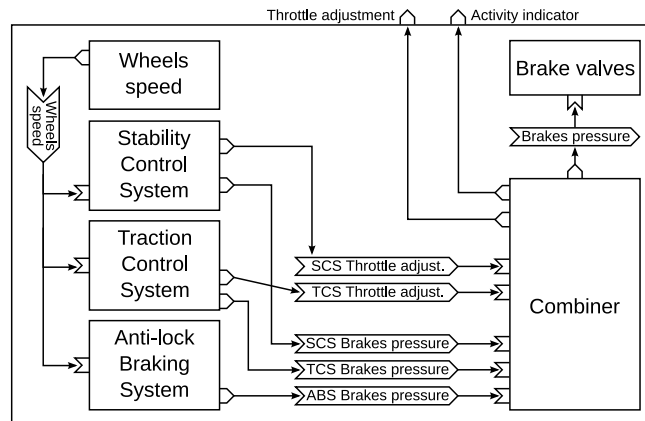 Throttle adjustment
Activity indicator
Wheels
speed
Brake valves
Wheels
speed
Brakes pressure
Stability
Control
System
Traction
Control
System
SCS Throttle adjust.
TCS Throttle adjust.
Combiner
Anti-lock
Braking
System
SCS Brakes pressure
TCS Brakes pressure
ABS Brakes pressure